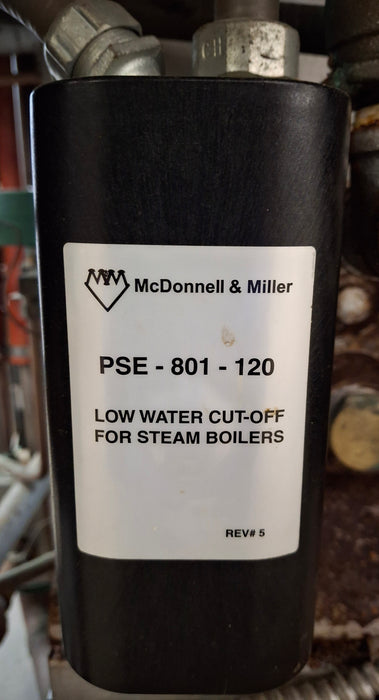 McDonnell & Miller
PSE - 801 - 120
LOW WATER CUT-OFF
FOR STEAM BOILERS
REV# 5